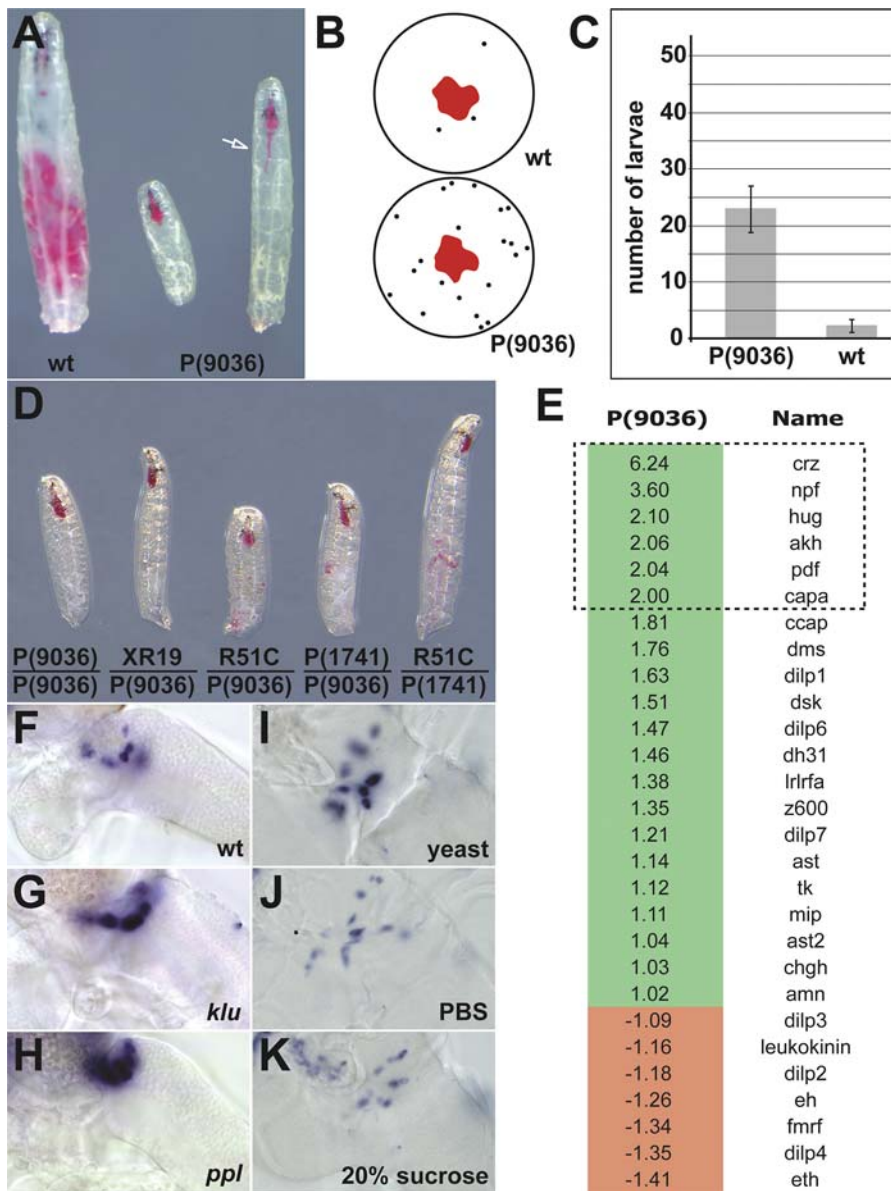 A
wt
P(9036)
B
wt
P(9036)
C
number of larvae
50
40
30
20
10
0
P(9036)
wt
D
P(9036)
P(9036)
XR19
P(9036)
R51C
P(9036)
P(1741)
P(9036)
R51C
P(1741)
E
P(9036) Name
6.24 crz
3.60 npf
2.10 hug
2.06 akh
2.04 pdf
2.00 capa
1.81 ccap
1.76 dms
1.63 dilp1
1.51 dsk
1.47 dilp6
1.46 dh31
1.38 lrlrfa
1.35 z600
1.21 dilp7
1.14 ast
1.12 tk
1.11 mip
1.04 ast2
1.03 chgh
1.02 amn
-1.09 dilp3
-1.16 leukokinin
-1.18 dilp2
-1.26 eh
-1.34 fmrf
-1.35 dilp4
-1.41 eth
F
wt
G
klu
H
ppl
I
yeast
J
PBS
K
20% sucrose